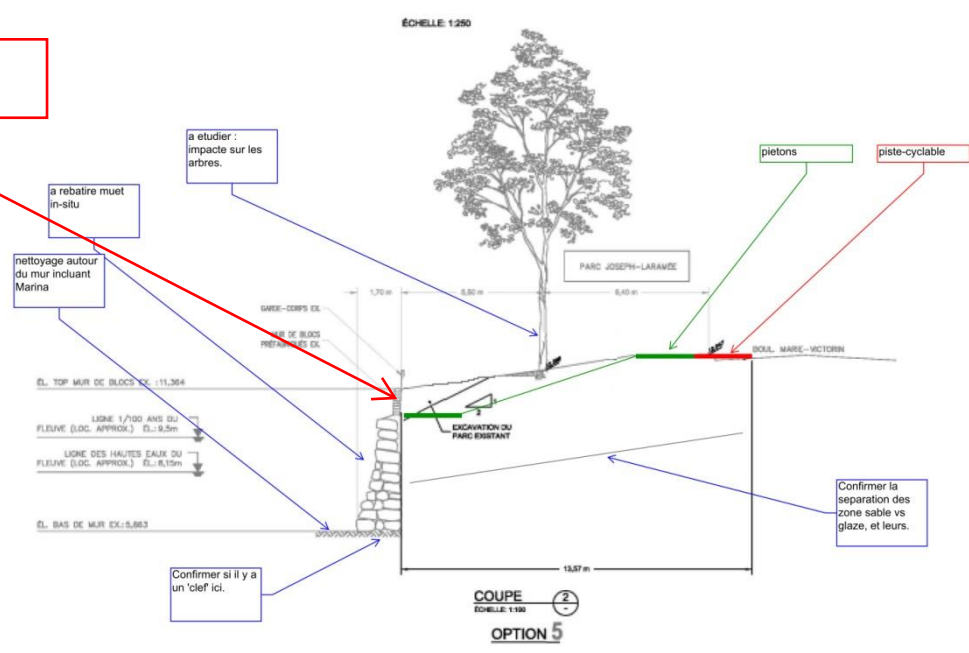 ÉCHELLE: 1:250
a etudier :
impacte sur les
arbres.
pietons
piste-cyclable
a rebatire muet
in-situ
nettoyage autour
du mur incluant
Marina
PARC JOSEPH-LARAMÉE
1,70 m
5,50 m
6,40 m
GARDE-CORPS EX.
MUR DE BLOCS
PRÉFABRIQUÉS EX.
BOUL. MARIE-VICTORIN
ÉL. TOP MUR DE BLOCS EX. :11,364
1
2
LIGNE 1/100 ANS DU
FLEUVE (LOC. APPROX.) ÉL.: 9,5m
EXCAVATION DU
PARC EXISTANT
LIGNE DES HAUTES EAUX DU
FLEUVE (LOC. APPROX.) ÉL.: 8,15m
Confirmer la
separation des
zone sable vs
glaze, et leurs.
ÉL. BAS DE MUR EX.:5,663
Confirmer si il y a
un 'clef' ici.
13,57 m
COUPE 2
ÉCHELLE: 1:100 -
OPTION 5